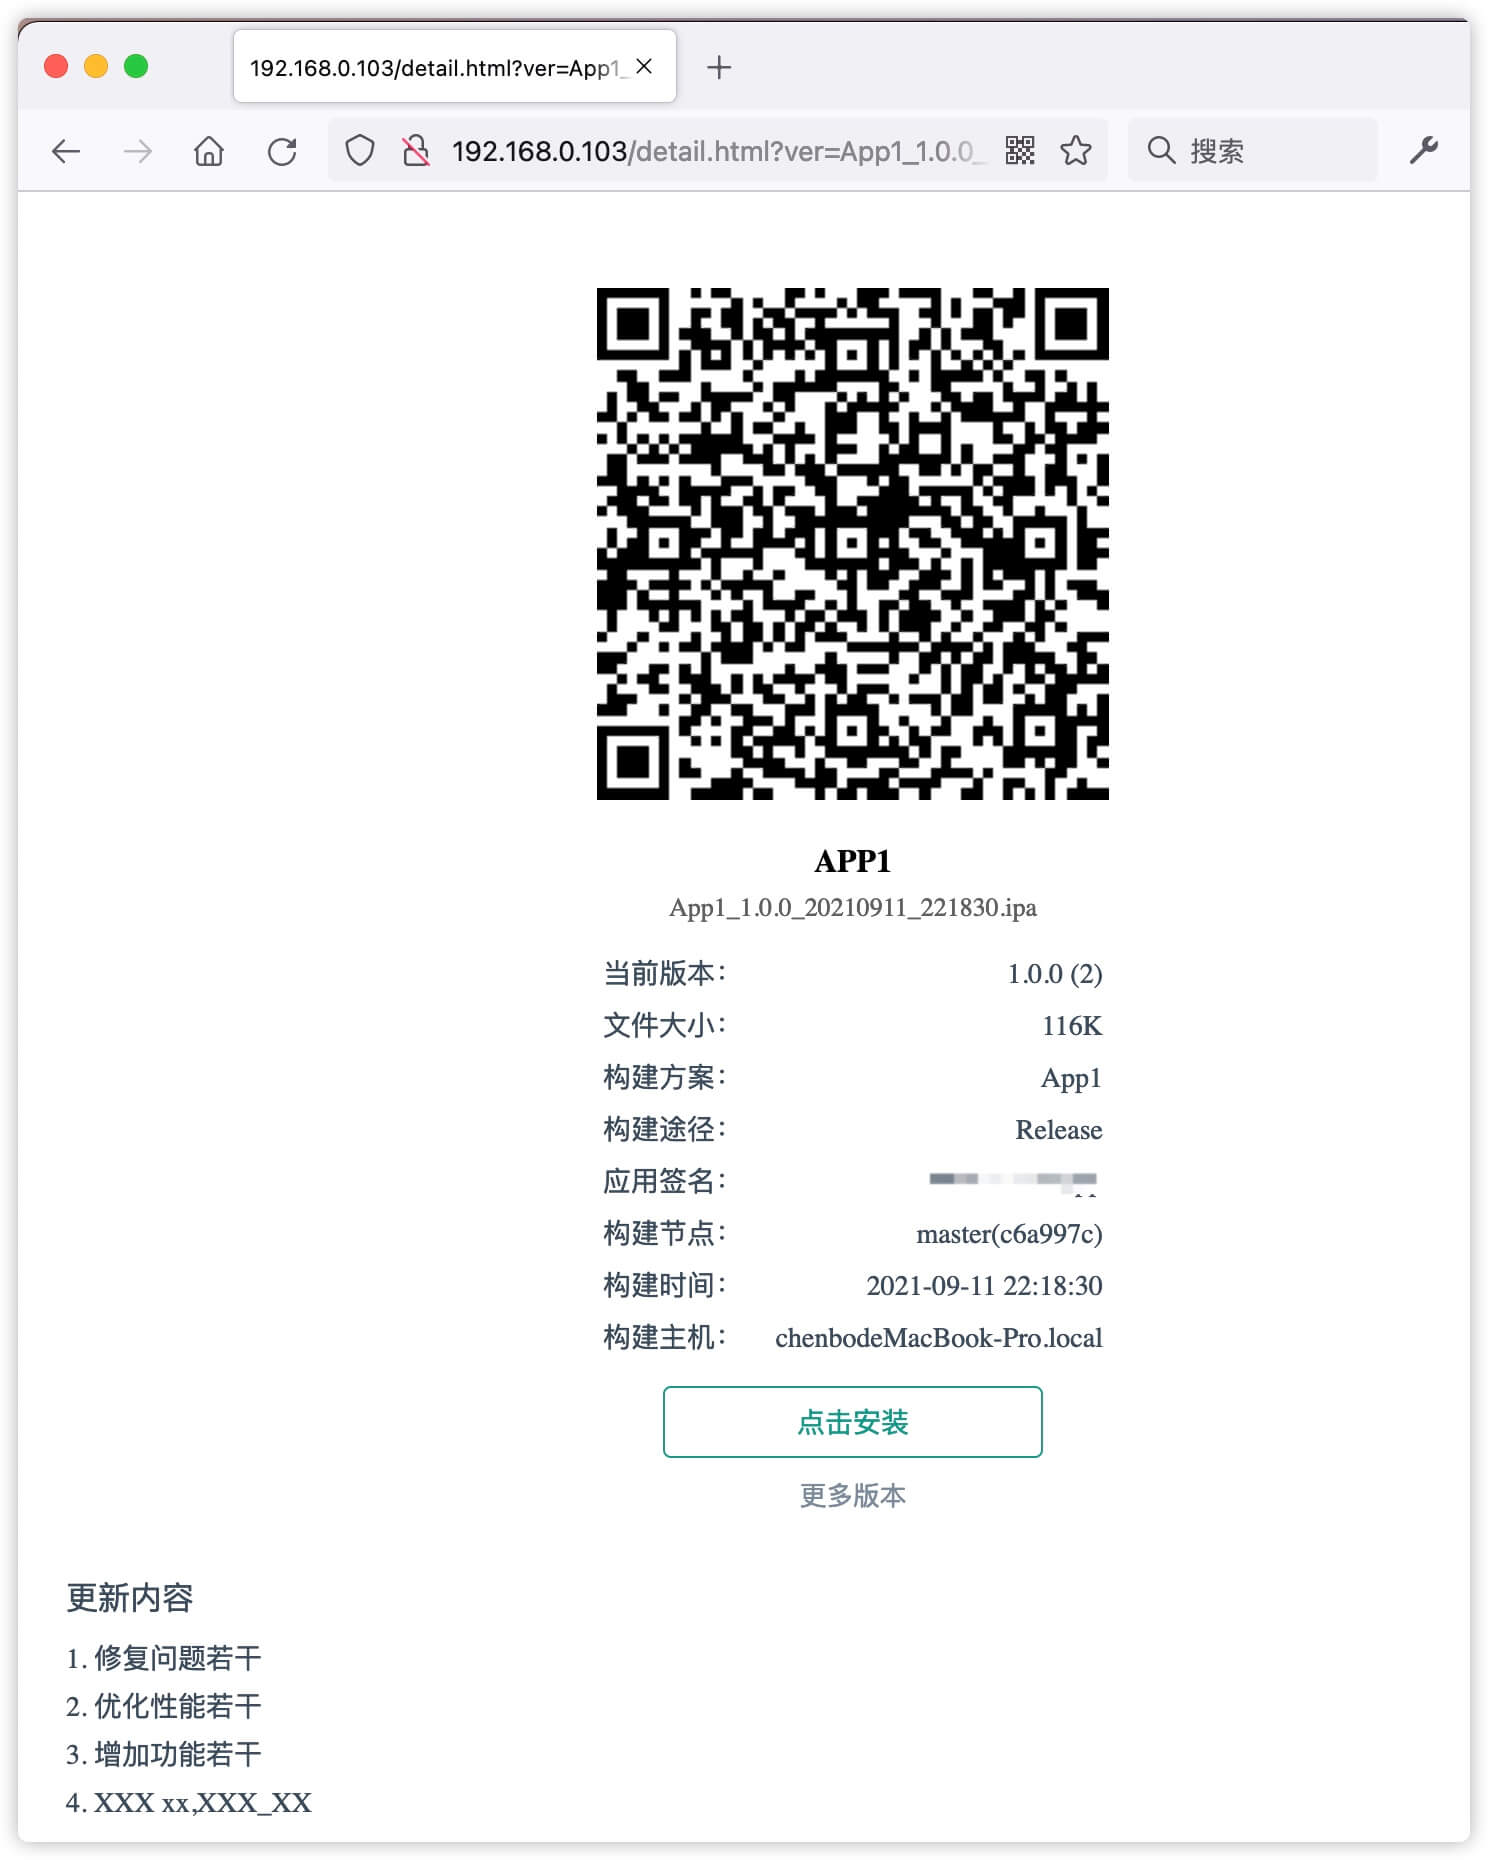 192.168.0.103/detail.html?ver=App1_
192.168.0.103/detail.html?ver=App1_1.0.0_
搜索
APP1
App1_1.0.0_20210911_221830.ipa
当前版本: 1.0.0 (2)
文件大小: 116K
构建方案: App1
构建途径: Release
应用签名:
构建节点: master(c6a997c)
构建时间: 2021-09-11 22:18:30
构建主机: chenbodeMacBook-Pro.local
点击安装
更多版本
更新内容
1. 修复问题若干
2. 优化性能若干
3. 增加功能若干
4. XXX xx,XXX_XX